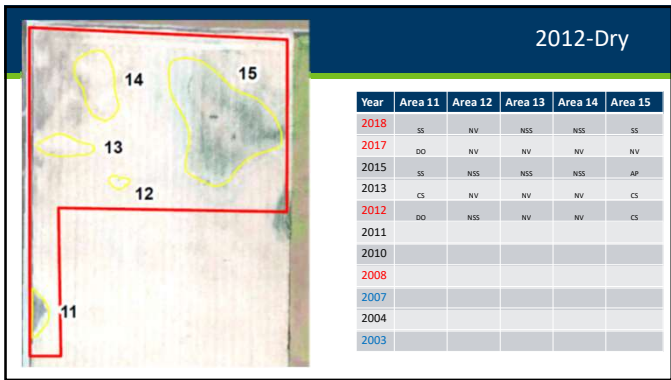 2012-Dry
14
15
13
12
11
Year Area 11 Area 12 Area 13 Area 14 Area 15
2018 SS NV NSS NSS SS
2017 DO NV NV NV NV
2015 SS NSS NSS NSS AP
2013 CS NV NV NV CS
2012 DO NSS NV NV CS
2011
2010
2008
2007
2004
2003